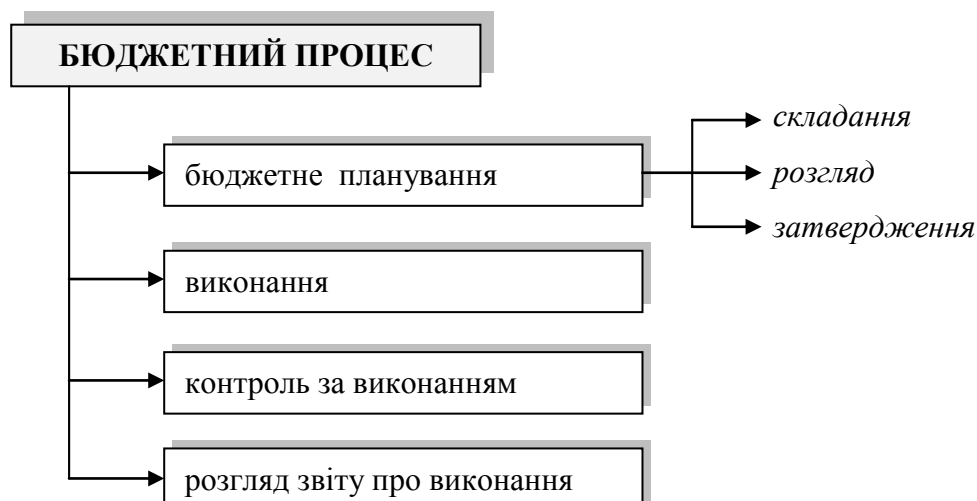 БЮДЖЕТНИЙ ПРОЦЕС
бюджетне планування
складання
розгляд
затвердження
виконання
контроль за виконанням
розгляд звіту про виконання